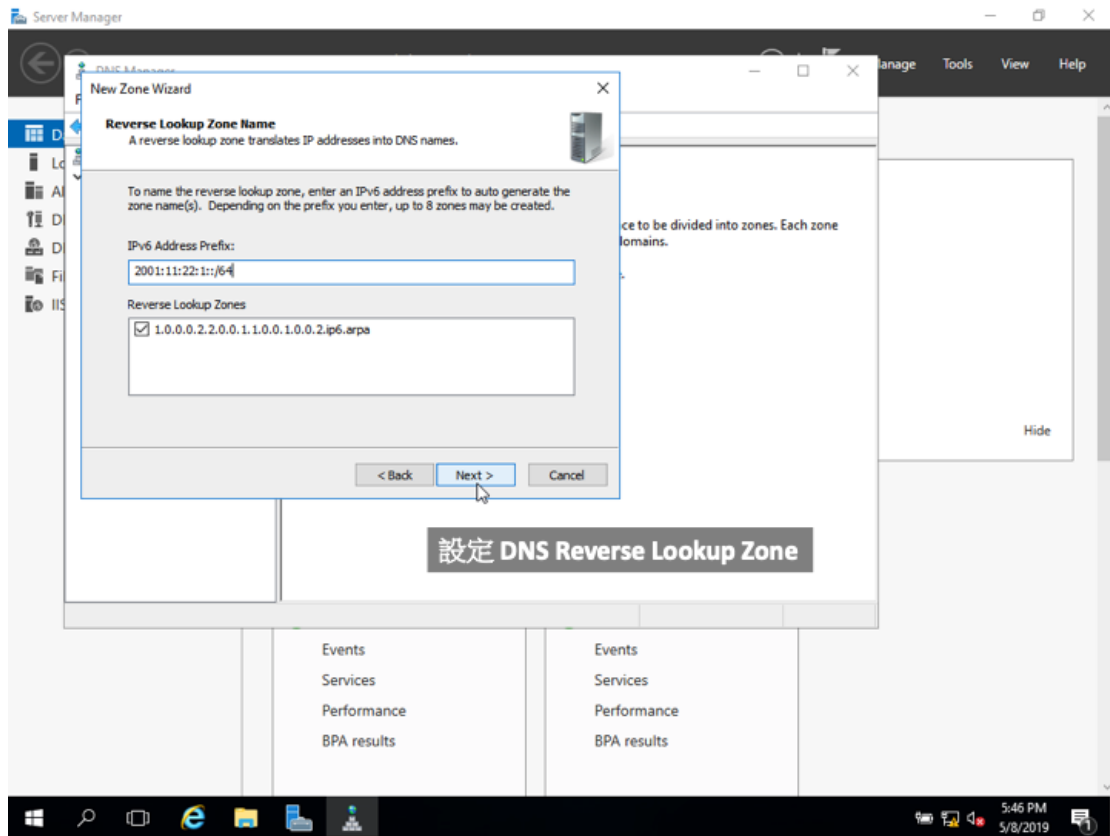 Server Manager
Manage Tools View Help
DNS Manager
New Zone Wizard
Reverse Lookup Zone Name
A reverse lookup zone translates IP addresses into DNS names.
To name the reverse lookup zone, enter an IPv6 address prefix to auto generate the
zone name(s). Depending on the prefix you enter, up to 8 zones may be created.
IPv6 Address Prefix:
2001:11:22:1::/64
Reverse Lookup Zones
1.0.0.0.2.2.0.0.1.1.0.0.1.0.0.2.ip6.arpa
< Back Next > Cancel
ce to be divided into zones. Each zone
domains.
Hide
設定 DNS Reverse Lookup Zone
Events
Services
Performance
BPA results
Events
Services
Performance
BPA results
5:46 PM
5/8/2019
1